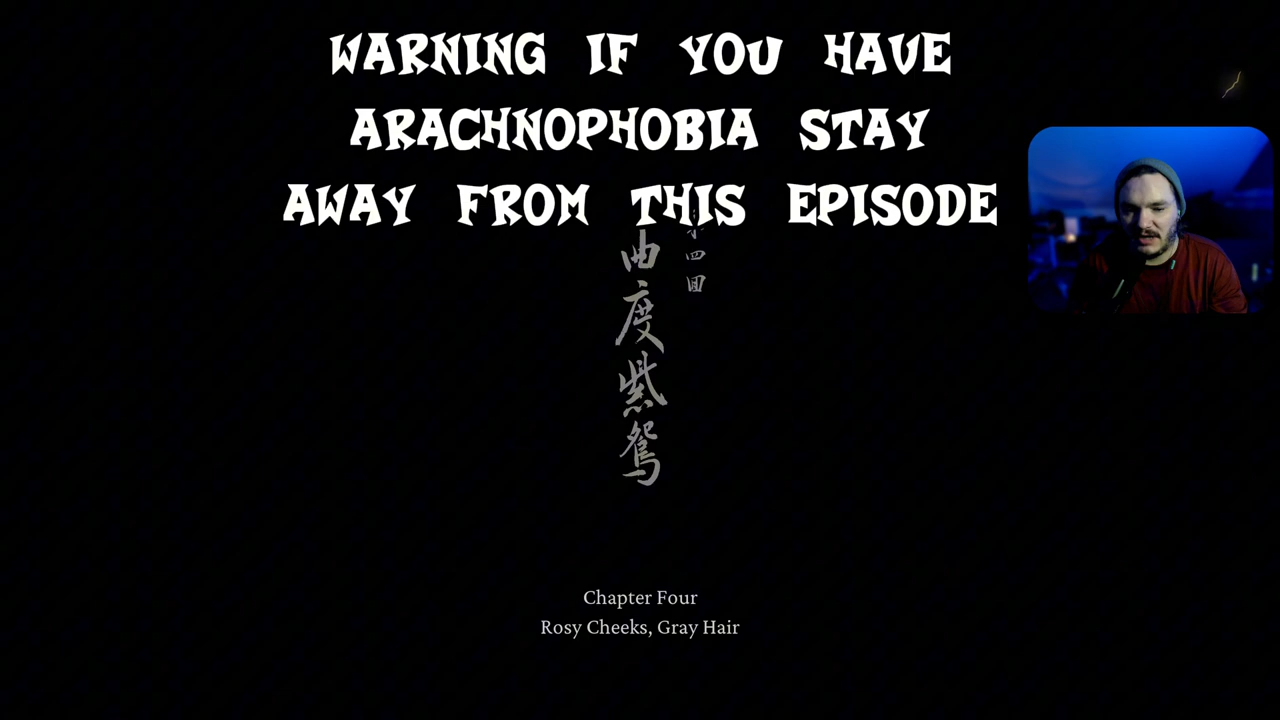 WARNING IF YOU HAVE
ARACHNOPHOBIA STAY
AWAY FROM THIS EPISODE
第四回
曲度紫鴛
Chapter Four
Rosy Cheeks, Gray Hair